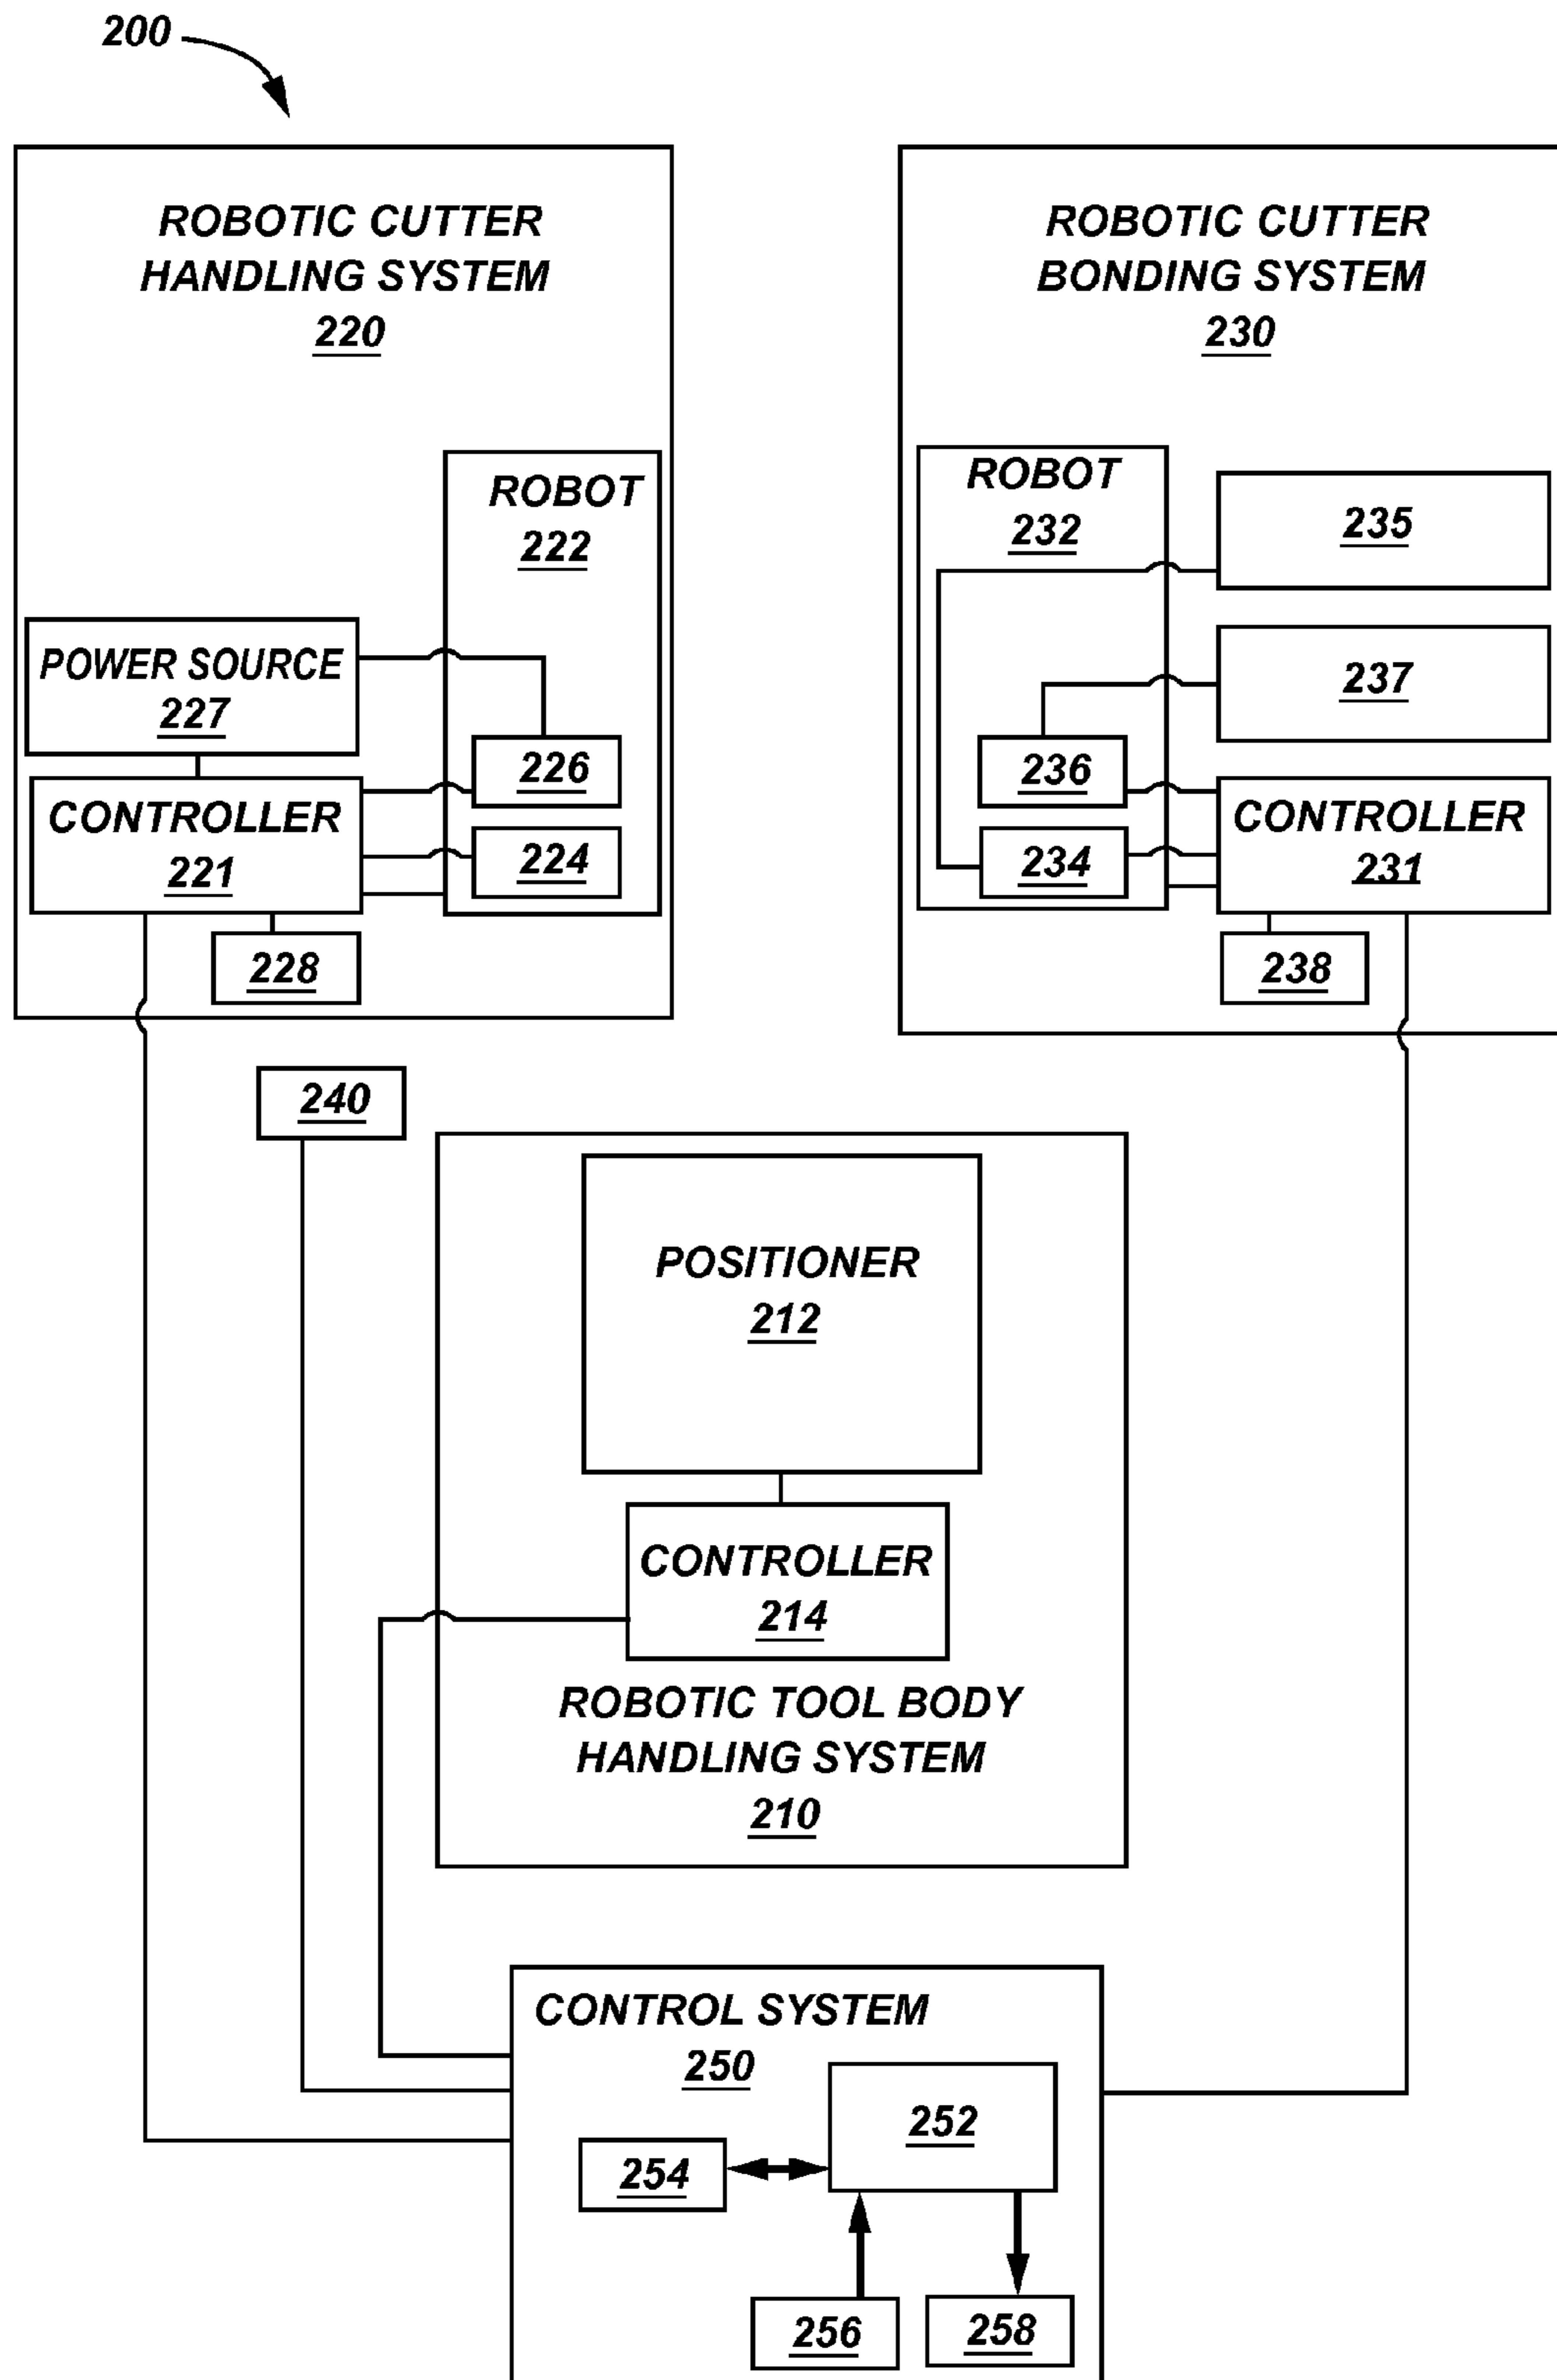 200
ROBOTIC CUTTER
HANDLING SYSTEM
220
ROBOT
222
POWER SOURCE
227
226
CONTROLLER
221
224
228
ROBOTIC CUTTER
BONDING SYSTEM
230
ROBOT
232
235
237
236
CONTROLLER
231
234
238
240
POSITIONER
212
CONTROLLER
214
ROBOTIC TOOL BODY
HANDLING SYSTEM
210
CONTROL SYSTEM
250
252
254
256
258